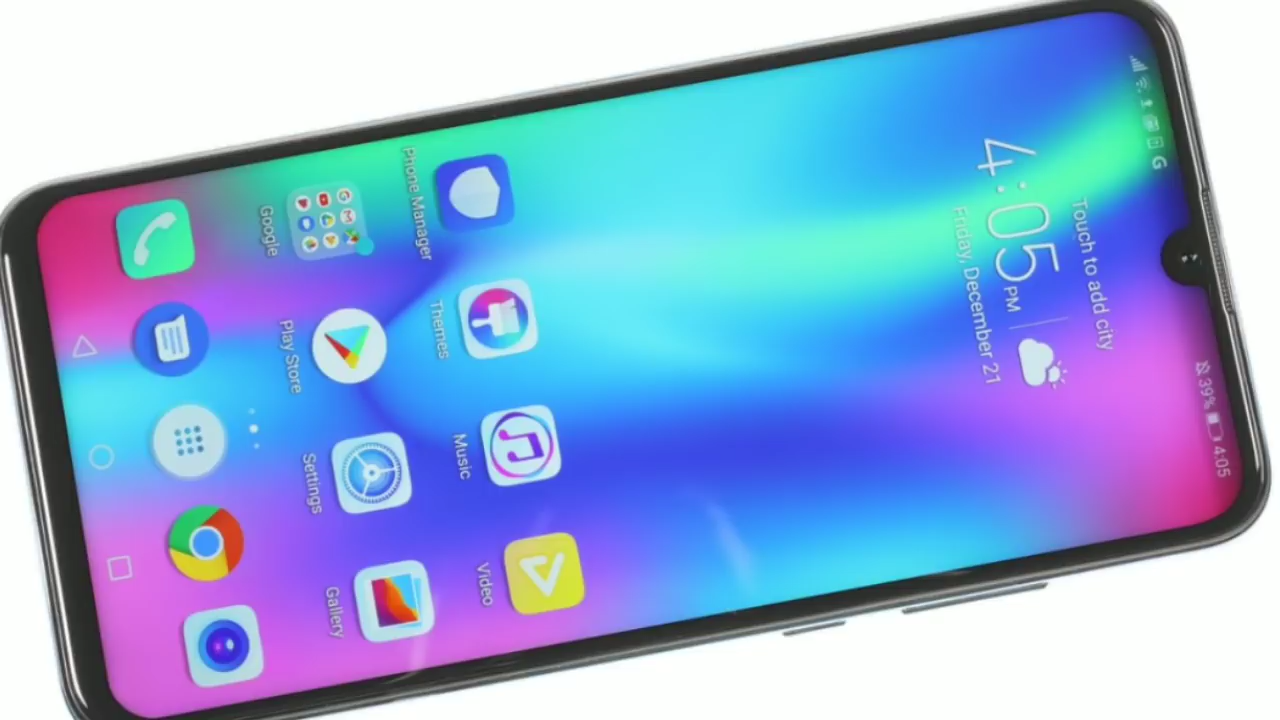 39% 4:05
4:05 PM
Touch to add city
Friday, December 21
Phone Manager
Themes
Music
Video
Google
Play Store
Settings
Gallery